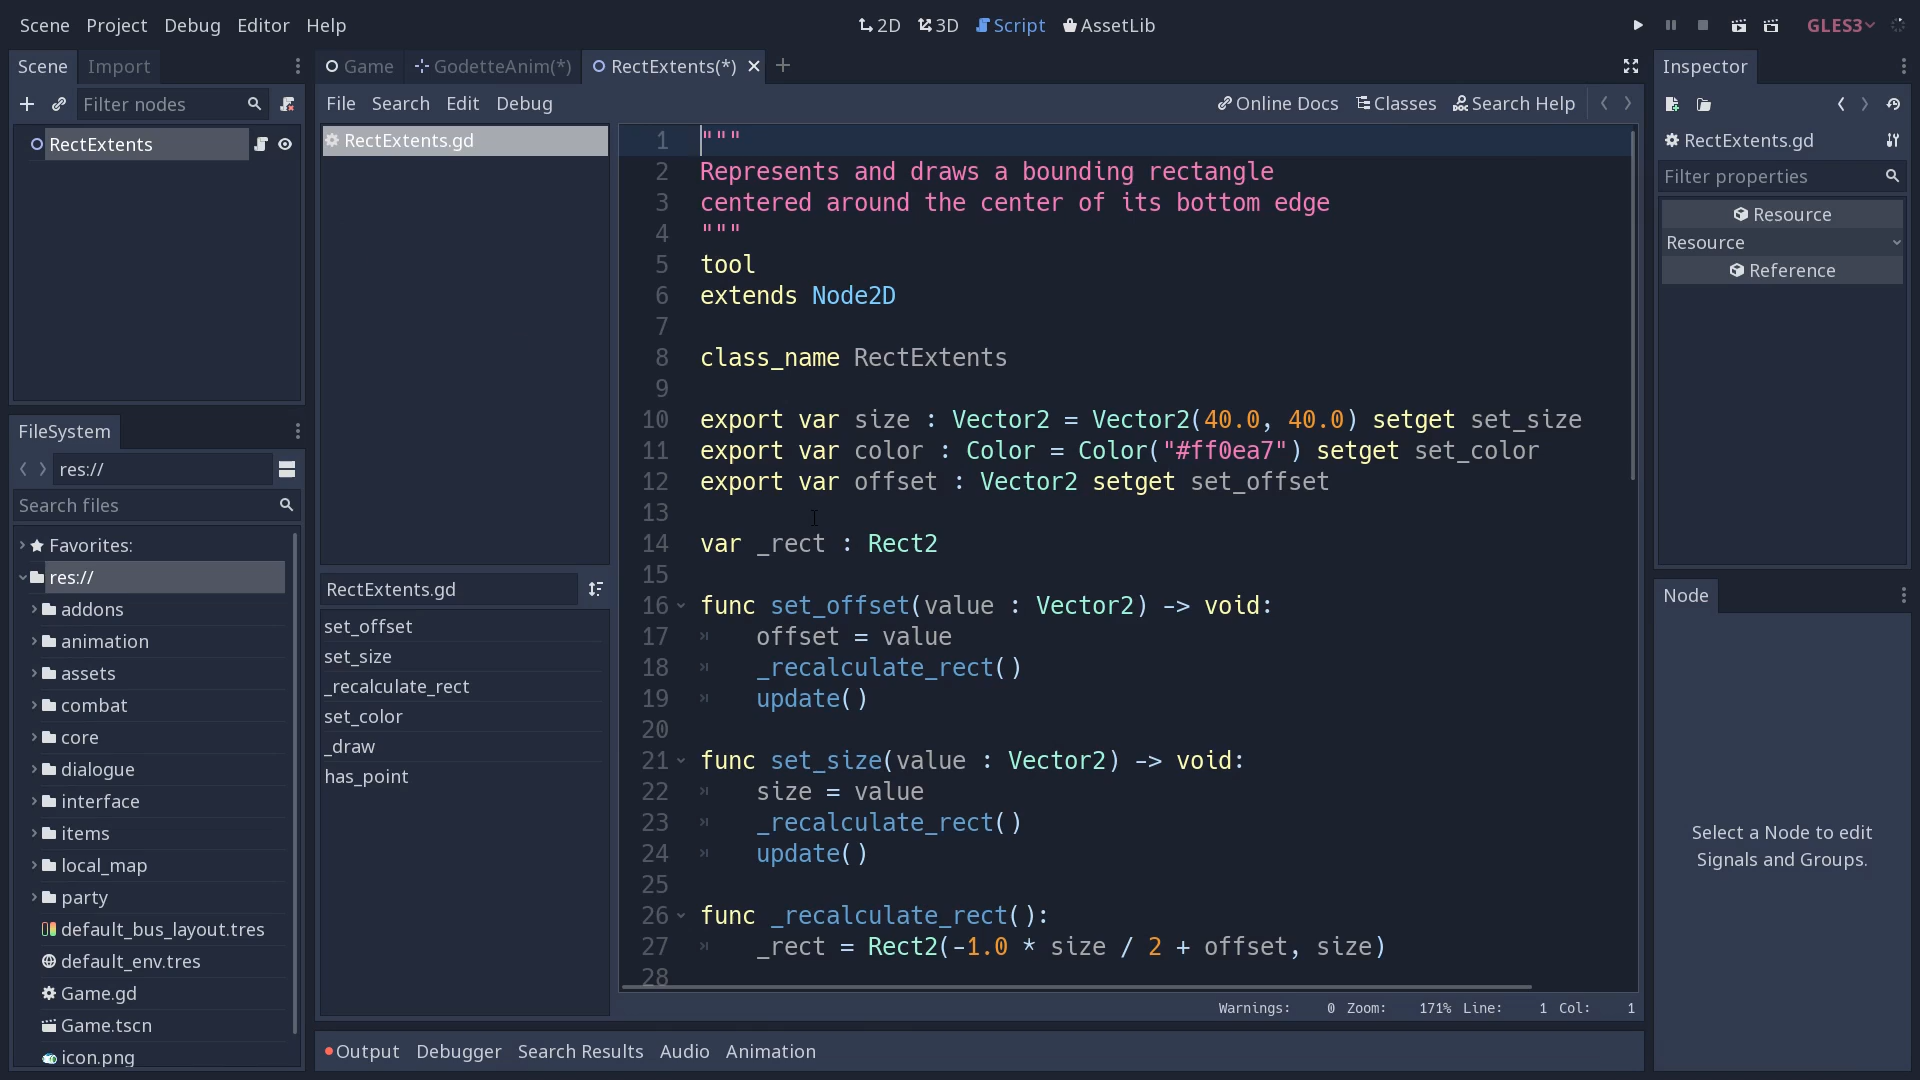 Scene Project Debug Editor Help
2D 3D Script AssetLib
GLES3
Scene Import
Filter nodes
RectExtents
FileSystem
res://
Search files
Favorites:
res://
addons
animation
assets
combat
core
dialogue
interface
items
local_map
party
default_bus_layout.tres
default_env.tres
Game.gd
Game.tscn
icon.png
Game GodetteAnim(*) RectExtents(*)
File Search Edit Debug
Online Docs Classes Search Help
RectExtents.gd
RectExtents.gd
set_offset
set_size
_recalculate_rect
set_color
_draw
has_point
1 """
2 Represents and draws a bounding rectangle
3 centered around the center of its bottom edge
4 """
5 tool
6 extends Node2D
7
8 class_name RectExtents
9
10 export var size : Vector2 = Vector2(40.0, 40.0) setget set_size
11 export var color : Color = Color("#ff0ea7") setget set_color
12 export var offset : Vector2 setget set_offset
13
14 var _rect : Rect2
15
16 func set_offset(value : Vector2) -> void:
17 offset = value
18 _recalculate_rect()
19 update()
20
21 func set_size(value : Vector2) -> void:
22 size = value
23 _recalculate_rect()
24 update()
25
26 func _recalculate_rect():
27 _rect = Rect2(-1.0 * size / 2 + offset, size)
28
Warnings: 0 Zoom: 171% Line: 1 Col: 1
Output Debugger Search Results Audio Animation
Inspector
RectExtents.gd
Filter properties
Resource
Resource
Reference
Node
Select a Node to edit
Signals and Groups.